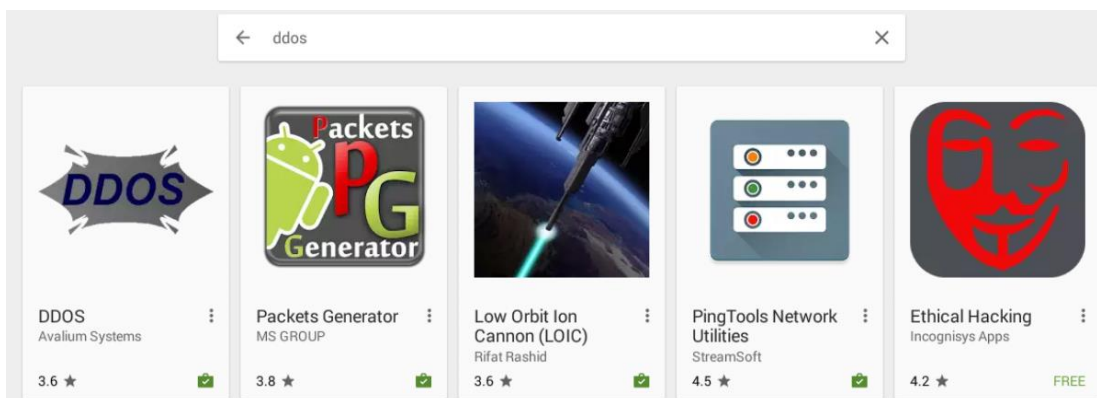 ddos
DDOS
Packets
PG
Generator
DDOS
Avalium Systems
3.6
Packets Generator
MS GROUP
3.8
Low Orbit Ion
Cannon (LOIC)
Rifat Rashid
3.6
PingTools Network
Utilities
StreamSoft
4.5
Ethical Hacking
Incognisys Apps
4.2 FREE